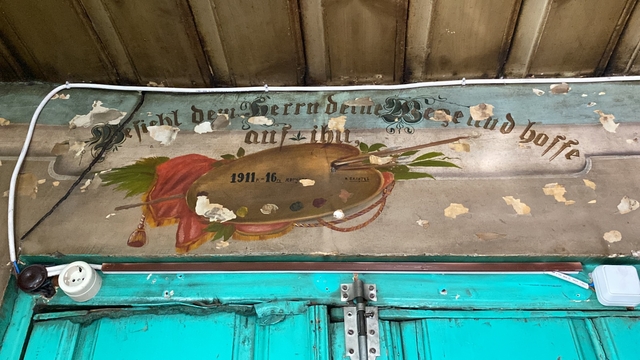 Befiehl dem Herrn deine Wege und hoffe
auf ihn.
1911.-16.